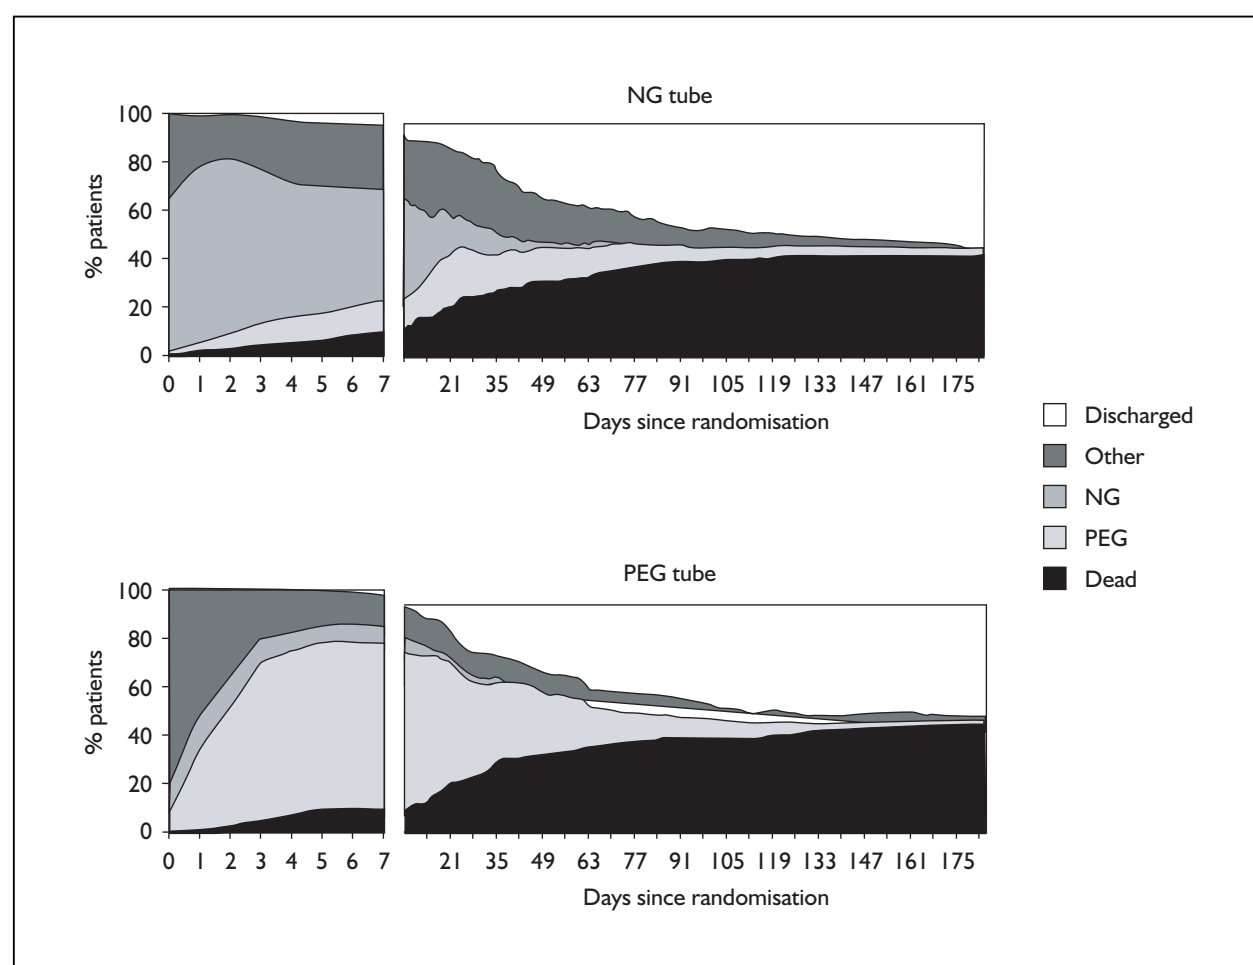 NG tube
% patients
100
80
60
40
20
0
0 1 2 3 4 5 6 7
21 35 49 63 77 91 105 119 133 147 161 175
Days since randomisation
Discharged
Other
NG
PEG
Dead
PEG tube
% patients
100
80
60
40
20
0
0 1 2 3 4 5 6 7
21 35 49 63 77 91 105 119 133 147 161 175
Days since randomisation